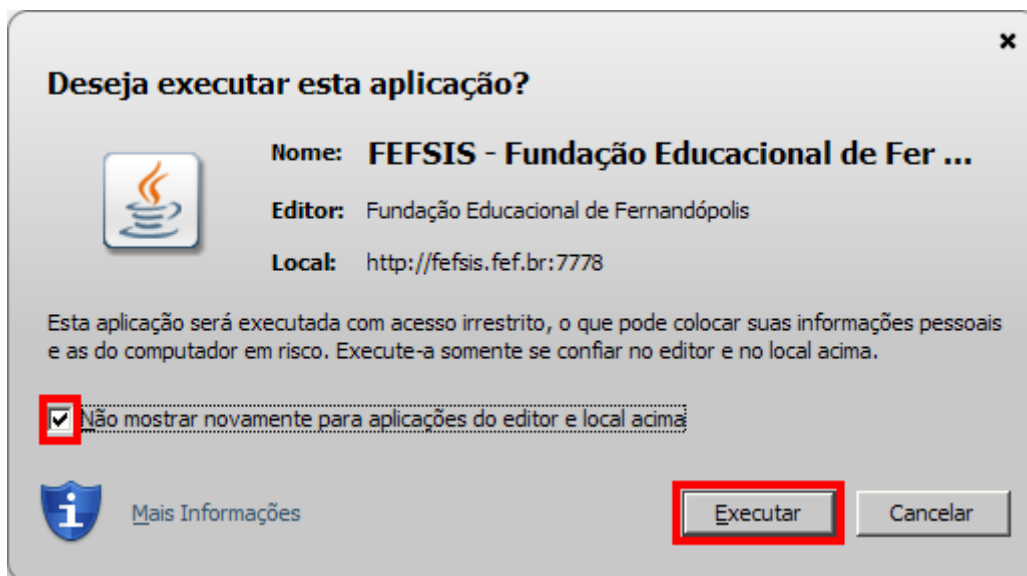 Deseja executar esta aplicação?
Nome: FEFSIS - Fundação Educacional de Fer ...
Editor: Fundação Educacional de Fernandópolis
Local: http://fefsis.fef.br:7778
Esta aplicação será executada com acesso irrestrito, o que pode colocar suas informações pessoais
e as do computador em risco. Execute-a somente se confiar no editor e no local acima.
Não mostrar novamente para aplicações do editor e local acima
Mais Informações
Executar
Cancelar